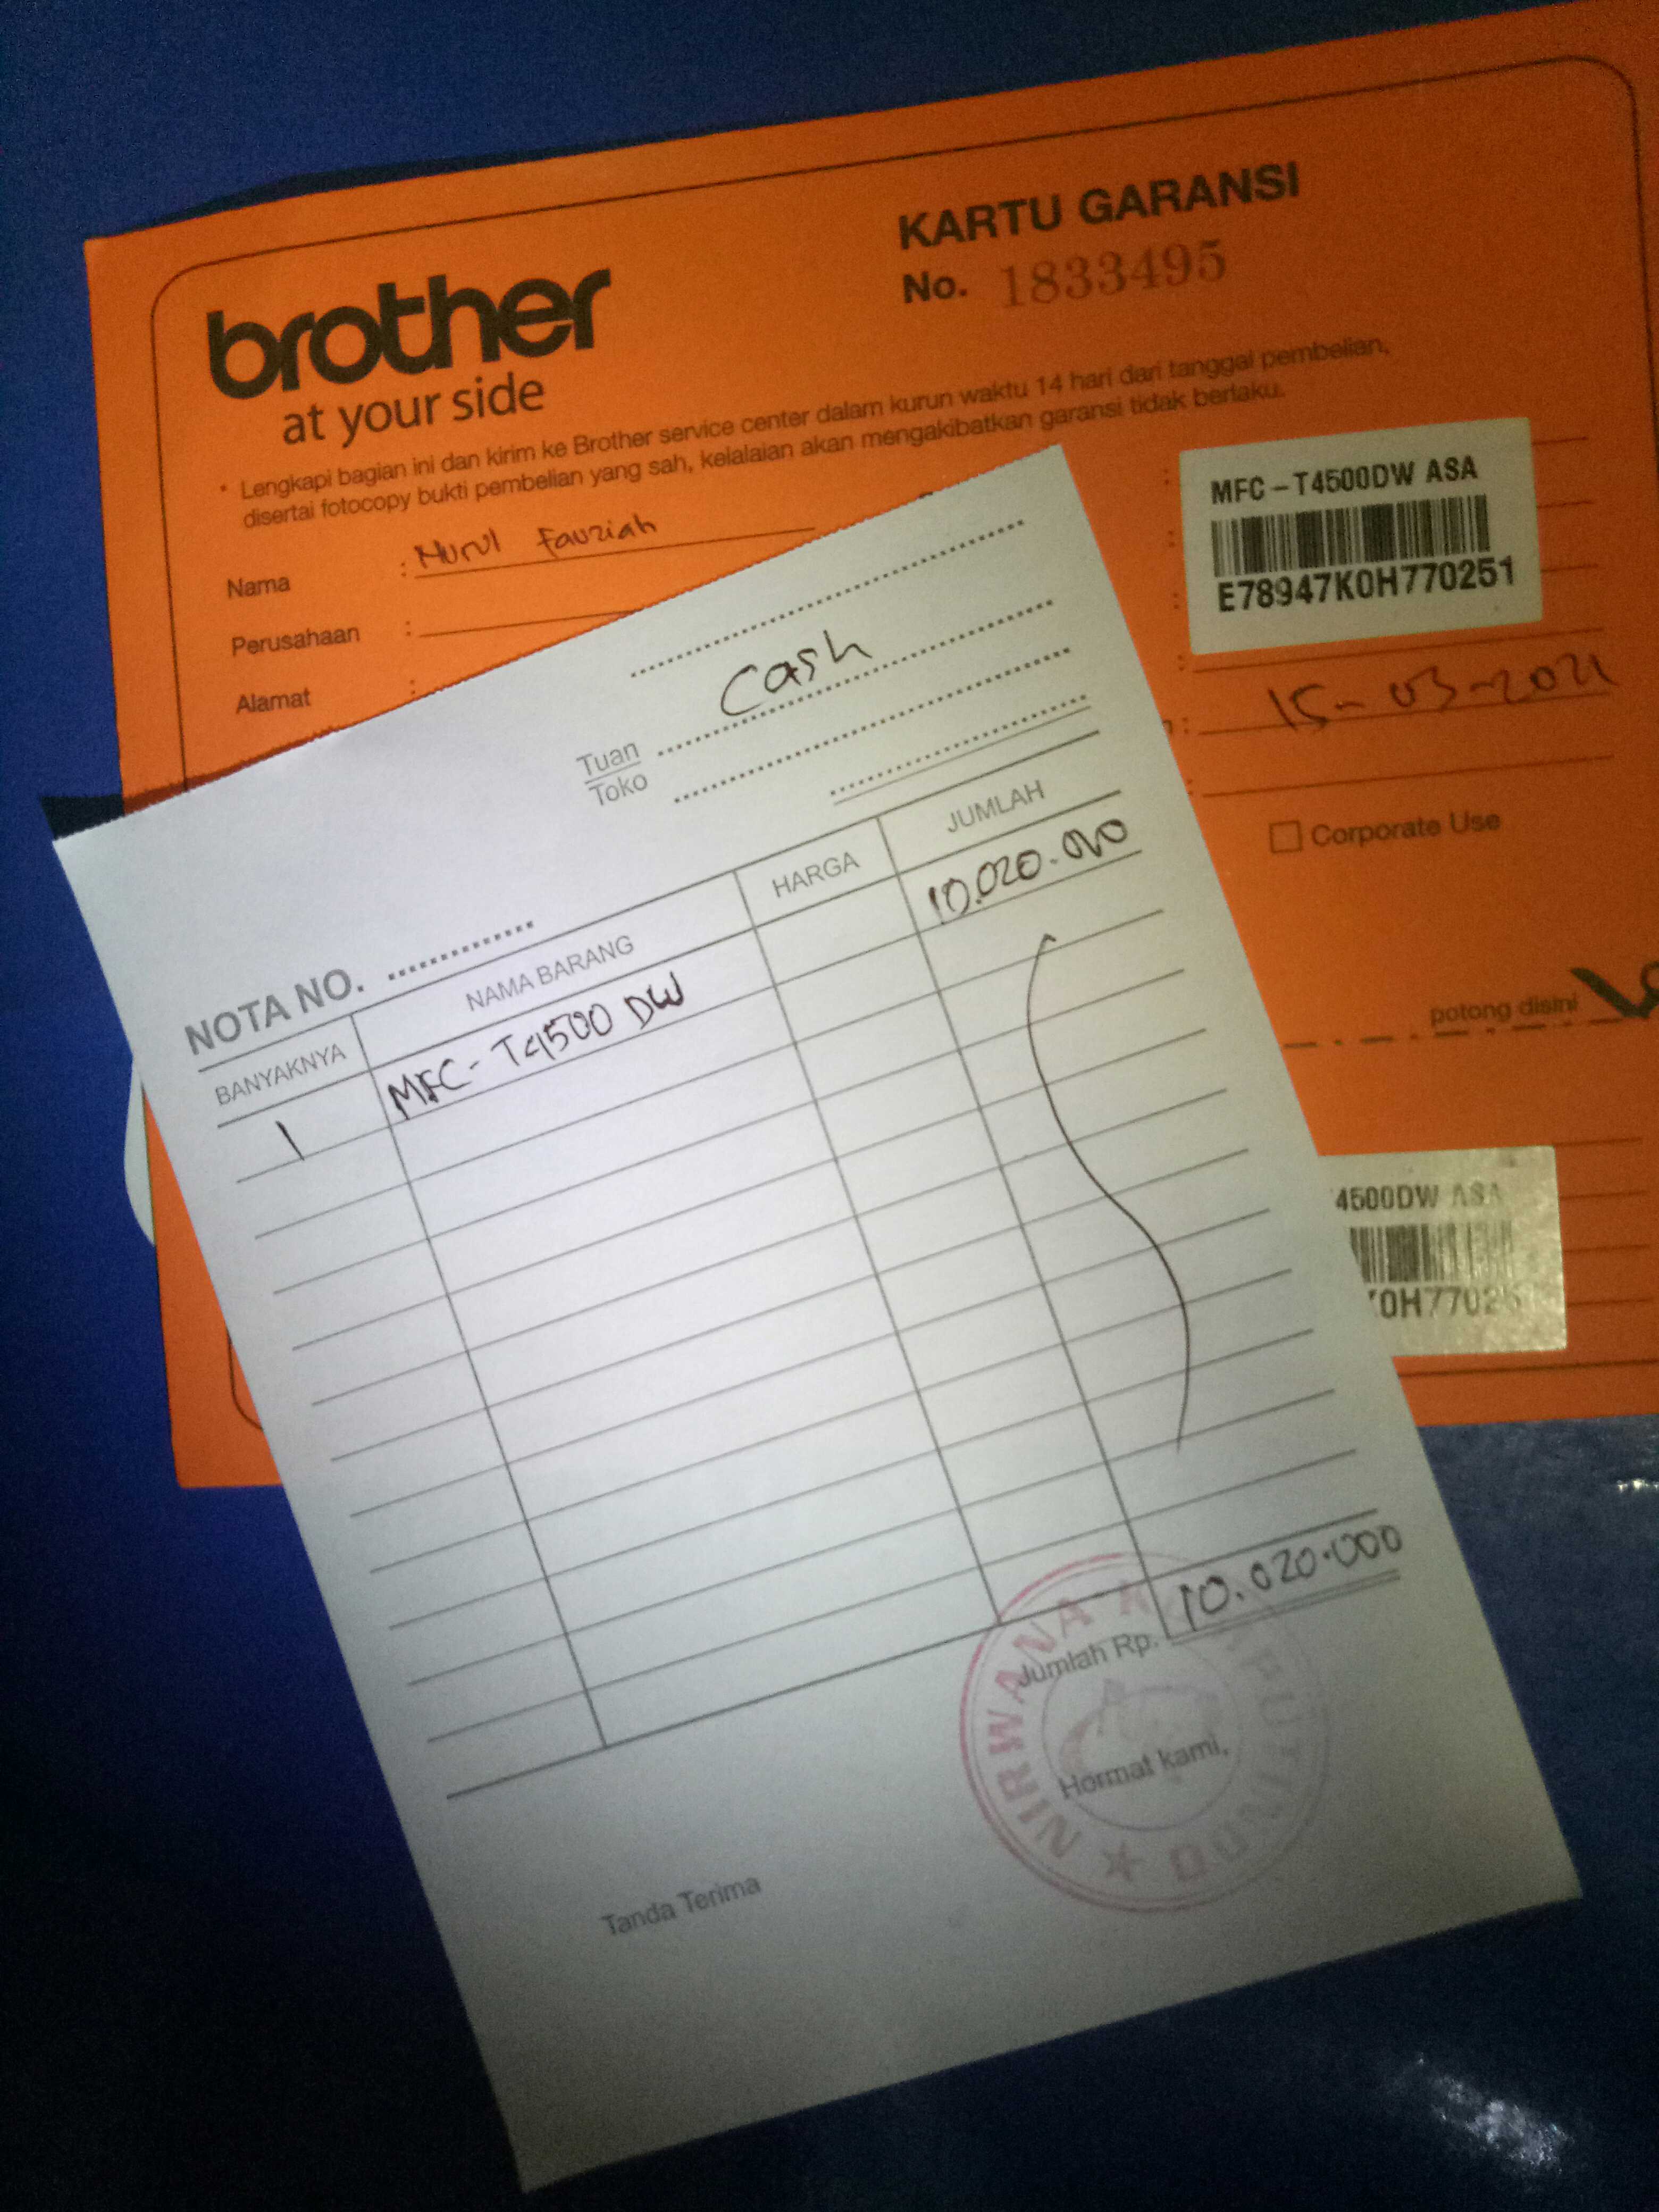 KARTU GARANSI
No. 1833495
brother
at your side
* Lengkapi bagian ini dan kirim ke Brother service center dalam kurun waktu 14 hari dari tanggal pembelian,
disertai fotocopy bukti pembelian yang sah, kelalaian akan mengakibatkan garansi tidak berlaku.
Nama : Nurul Fauziah
Perusahaan :
Alamat :
MFC-T4500DW ASA
E78947K0H770251
: 15-03-2021
Corporate Use
potong disini
4500DW ASA
K0H77025
Cash
Tuan
Toko
NOTA NO.
BANYAKNYA NAMA BARANG HARGA JUMLAH
1 MFC-T4500 DW 10.020.000
Jumlah Rp. 10.020.000
NIRWANA
Hormat kami,
Tanda Terima